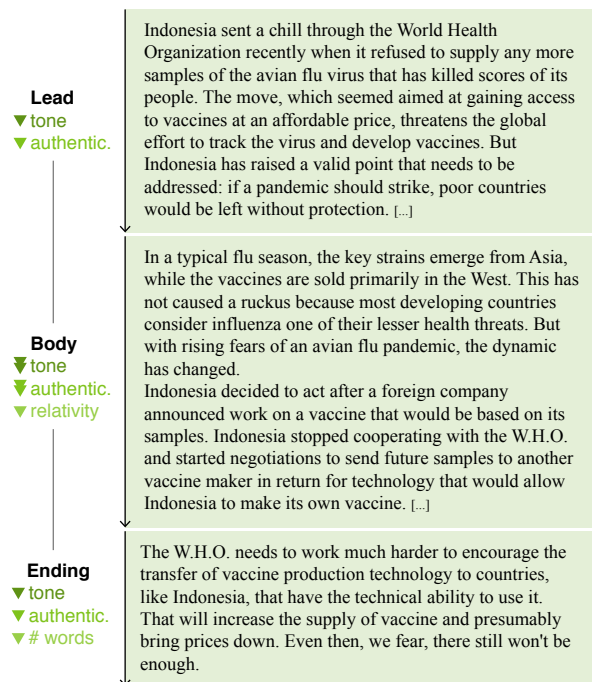 Lead
▼ tone
▼ authentic.
Indonesia sent a chill through the World Health
Organization recently when it refused to supply any more
samples of the avian flu virus that has killed scores of its
people. The move, which seemed aimed at gaining access
to vaccines at an affordable price, threatens the global
effort to track the virus and develop vaccines. But
Indonesia has raised a valid point that needs to be
addressed: if a pandemic should strike, poor countries
would be left without protection. [...]
Body
tone
authentic.
▼ relativity
In a typical flu season, the key strains emerge from Asia,
while the vaccines are sold primarily in the West. This has
not caused a ruckus because most developing countries
consider influenza one of their lesser health threats. But
with rising fears of an avian flu pandemic, the dynamic
has changed.
Indonesia decided to act after a foreign company
announced work on a vaccine that would be based on its
samples. Indonesia stopped cooperating with the W.H.O.
and started negotiations to send future samples to another
vaccine maker in return for technology that would allow
Indonesia to make its own vaccine. [...]
Ending
▼ tone
▼ authentic.
▼ # words
The W.H.O. needs to work much harder to encourage the
transfer of vaccine production technology to countries,
like Indonesia, that have the technical ability to use it.
That will increase the supply of vaccine and presumably
bring prices down. Even then, we fear, there still won't be
enough.